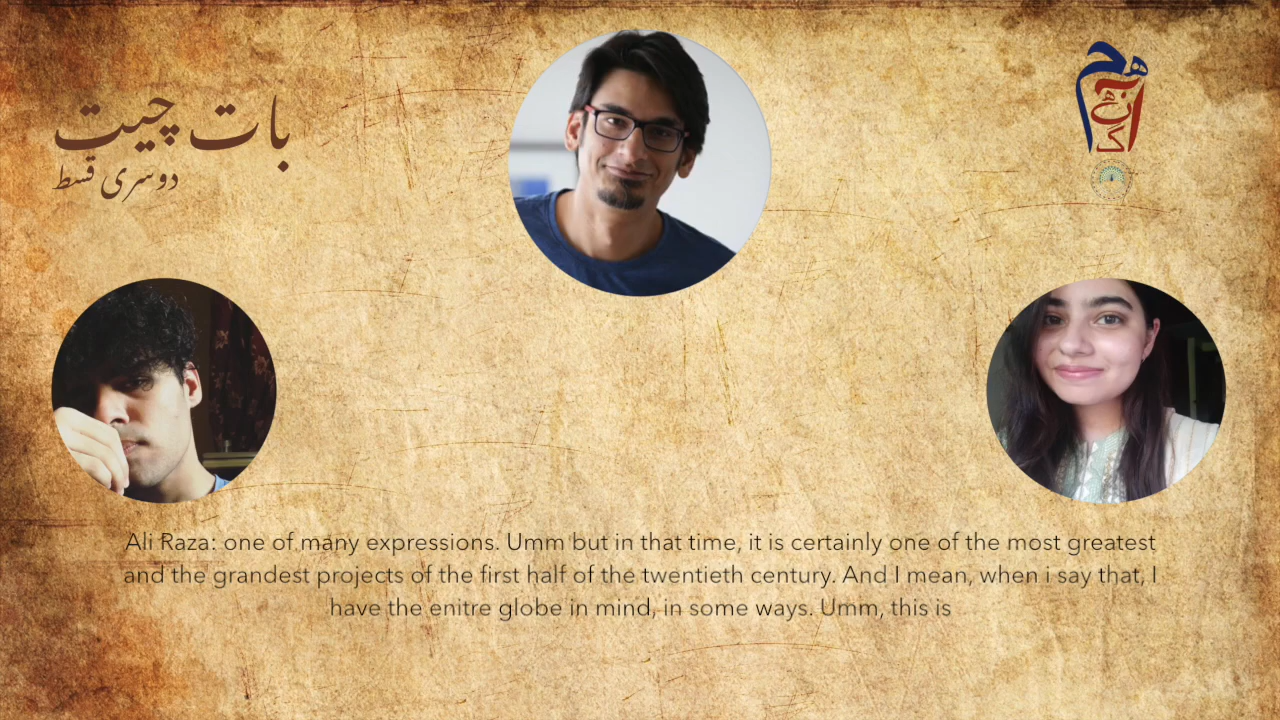 بات چیت
دوسری قسط
Ali Raza: one of many expressions. Umm but in that time, it is certainly one of the most greatest
and the grandest projects of the first half of the twentieth century. And I mean, when i say that, I
have the enitre globe in mind, in some ways. Umm, this is